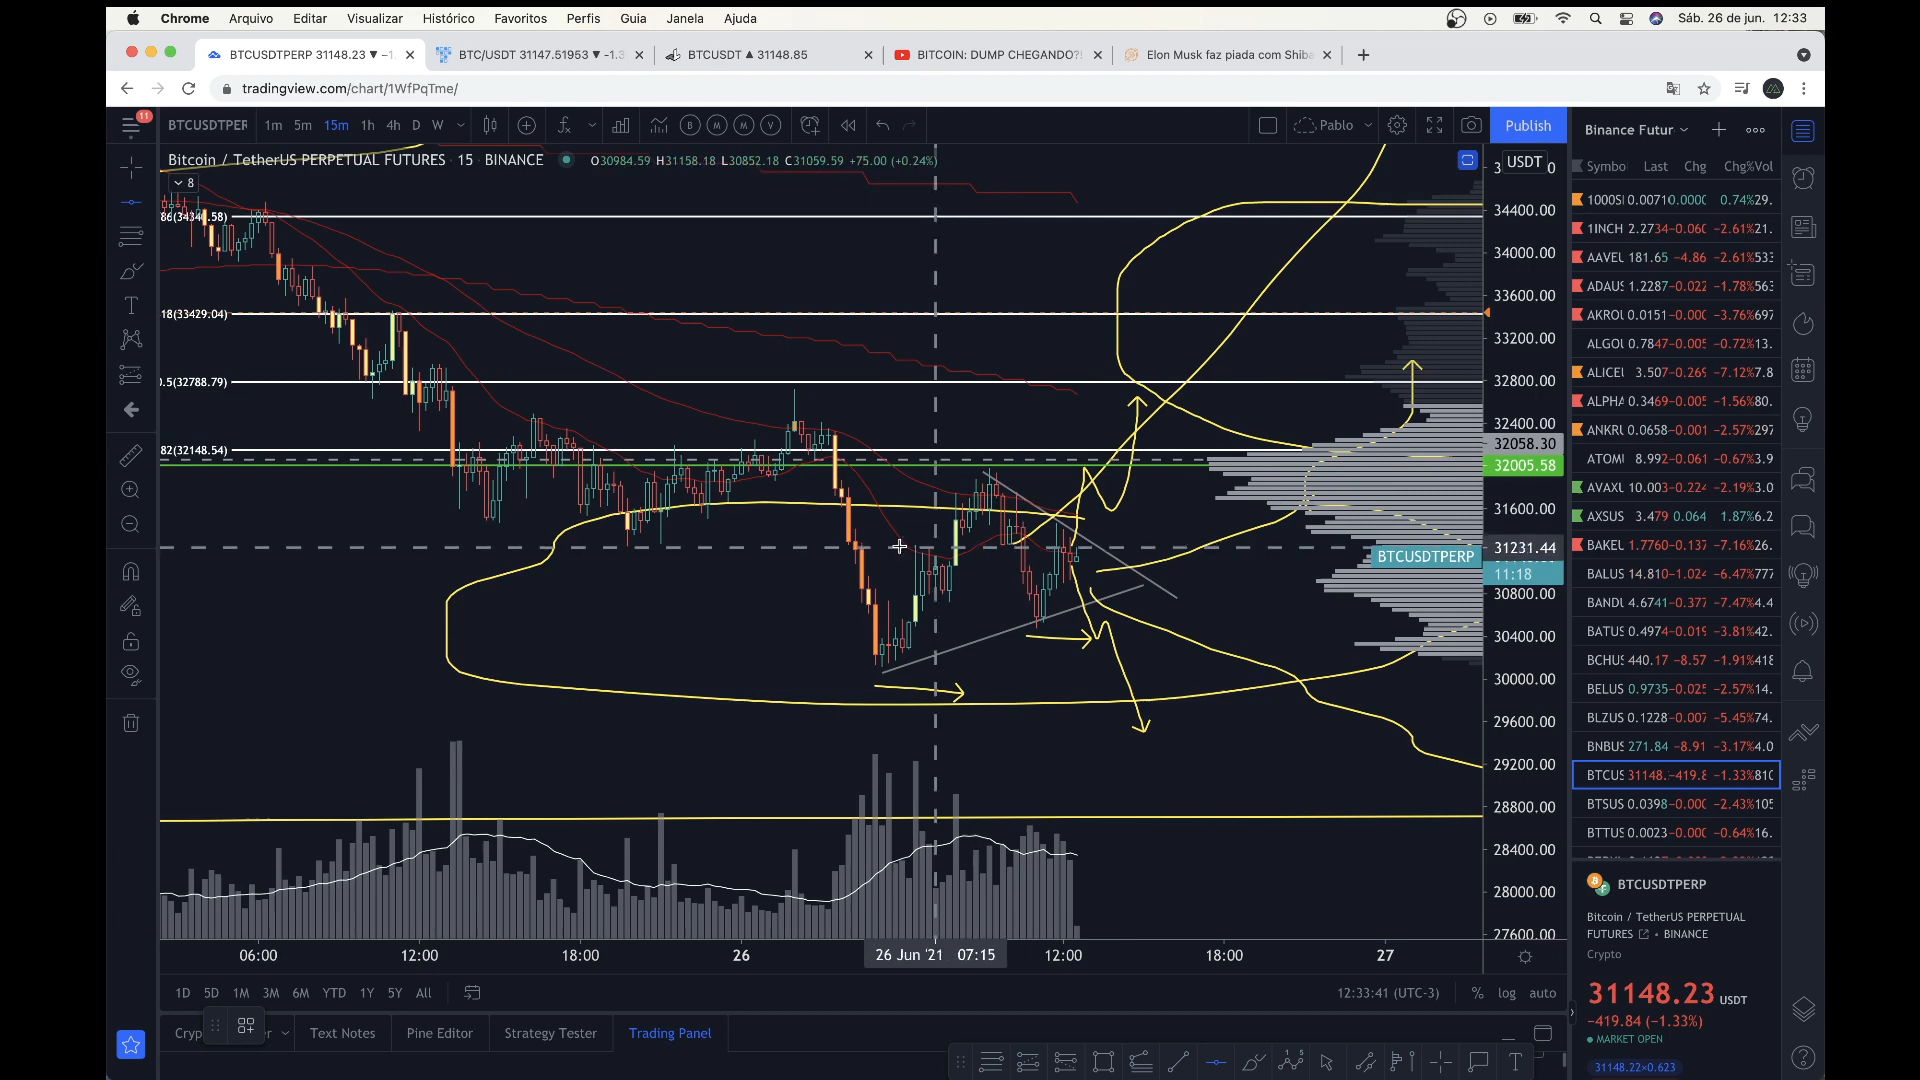 Chrome Arquivo Editar Visualizar Histórico Favoritos Perfis Guia Janela Ajuda
Sáb. 26 de jun. 12:33
BTCUSDTPERP 31148.23 ▼ −1
BTC/USDT 31147.51953 ▼ -1.3
BTCUSDT ▲ 31148.85
BITCOIN: DUMP CHEGANDO?!
Elon Musk faz piada com Shiba
tradingview.com/chart/1WfPqTme/
11
BTCUSDTPER 1m 5m 15m 1h 4h D W
B M M V
Pablo
Publish
Binance Futur
Bitcoin / TetherUS PERPETUAL FUTURES · 15 · BINANCE
O30984.59 H31158.18 L30852.18 C31059.59 +75.00 (+0.24%)
8
USDT
Symbo Last Chg Chg% Vol
1000S 0.0071 0.000 0.74% 29.
1INCH 2.2734 -0.06 −2.61% 21.
AAVEU 181.65 −4.86 −2.61% 533
ADAUS 1.2287 -0.022 −1.78% 563
AKROU 0.0151 -0.00 −3.76% 697
ALGOU 0.7847 -0.005 −0.72% 13.
ALICEU 3.507 -0.269 −7.12% 7.8
ALPHA 0.3469 -0.005 −1.56% 80.
ANKRU 0.0658 -0.001 −2.57% 297
ATOMI 8.992 -0.061 −0.67% 3.9
AVAXU 10.003 -0.224 −2.19% 3.0
AXSUS 3.479 0.064 1.87% 6.2
BAKEU 1.7760 -0.137 −7.16% 26.
BALUS 14.810 -1.024 −6.47% 777
BANDU 4.6741 -0.377 −7.47% 4.4
BATUS 0.4974 -0.019 −3.81% 42.
BCHUS 440.17 −8.57 −1.91% 418
BELUS 0.9735 -0.025 −2.57% 14.
BLZUS 0.1228 -0.007 −5.45% 74.
BNBUS 271.84 −8.91 −3.17% 4.0
BTCUS 31148. −419.8 −1.33% 810
BTSUS 0.0398 -0.000 −2.43% 105
BTTUS 0.0023 -0.000 −0.64% 16.
86(34341.58)
18(33429.04)
0.5(32788.79)
82(32148.54)
34400.00
34000.00
33600.00
33200.00
32800.00
32400.00
32058.30
32005.58
31600.00
31231.44
BTCUSDTPERP
11:18
30800.00
30400.00
30000.00
29600.00
29200.00
28800.00
28400.00
28000.00
27600.00
06:00 12:00 18:00 26 26 Jun '21 07:15 12:00 18:00 27
1D 5D 1M 3M 6M YTD 1Y 5Y All
12:33:41 (UTC-3) % log auto
Cryp r Text Notes Pine Editor Strategy Tester Trading Panel
BTCUSDTPERP
Bitcoin / TetherUS PERPETUAL
FUTURES • BINANCE
Crypto
31148.23 USDT
−419.84 (−1.33%)
MARKET OPEN
31148.22×0.623